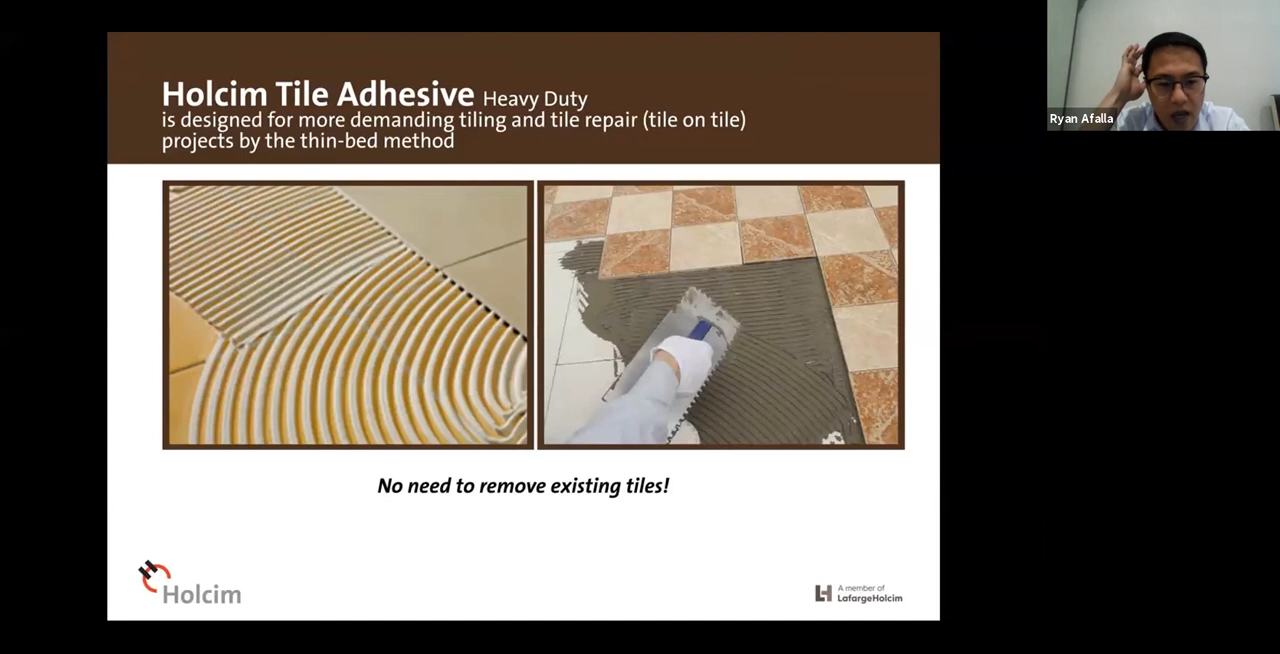 Holcim Tile Adhesive Heavy Duty
is designed for more demanding tiling and tile repair (tile on tile)
projects by the thin-bed method
Ryan Afalla
No need to remove existing tiles!
Holcim
A member of
LafargeHolcim